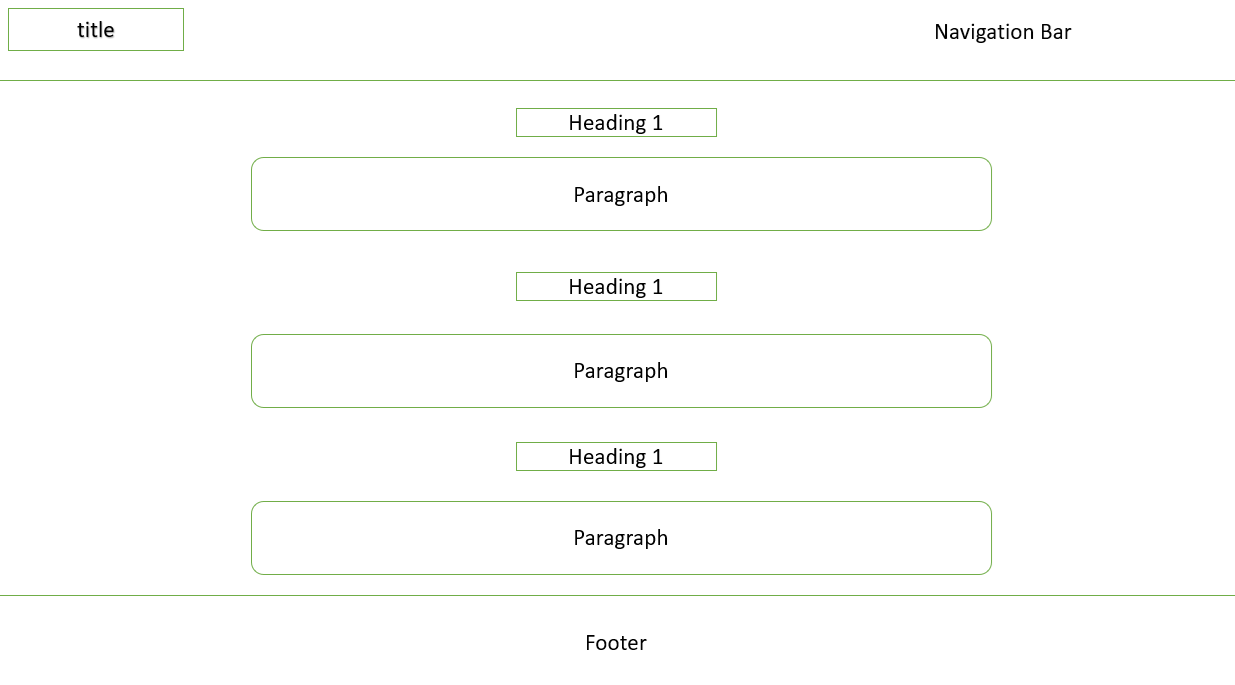 title
Navigation Bar
Heading 1
Paragraph
Heading 1
Paragraph
Heading 1
Paragraph
Footer